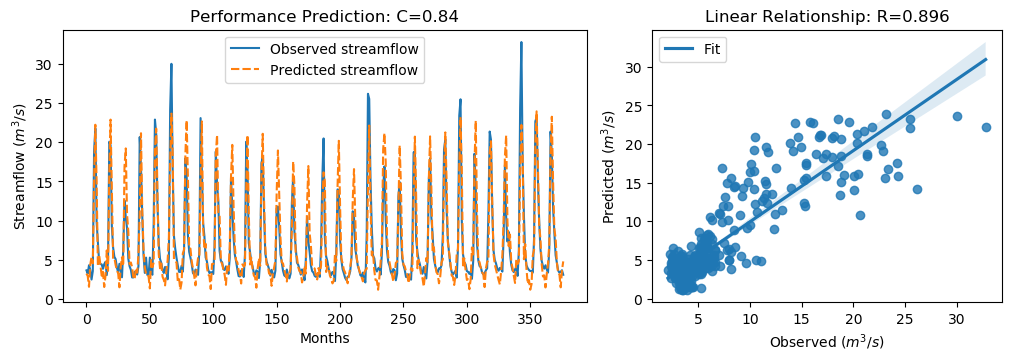 Performance Prediction: C=0.84
Observed streamflow
Predicted streamflow
Streamflow (m³/s)
30
25
20
15
10
5
0
0 50 100 150 200 250 300 350
Months
Linear Relationship: R=0.896
Fit
Predicted (m³/s)
30
25
20
15
10
5
0
5 10 15 20 25 30
Observed (m³/s)